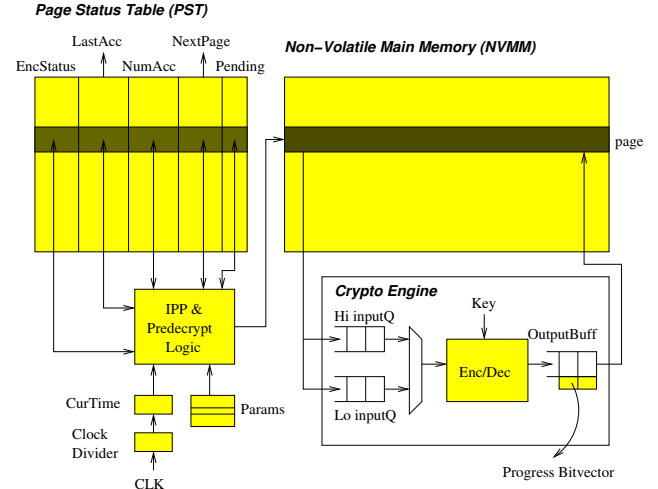 Page Status Table (PST)
LastAcc
NextPage
Non−Volatile Main Memory (NVMM)
EncStatus
NumAcc
Pending
page
IPP &
Predecrypt
Logic
Crypto Engine
Key
Hi inputQ
OutputBuff
Enc/Dec
Lo inputQ
CurTime
Params
Clock
Divider
CLK
Progress Bitvector